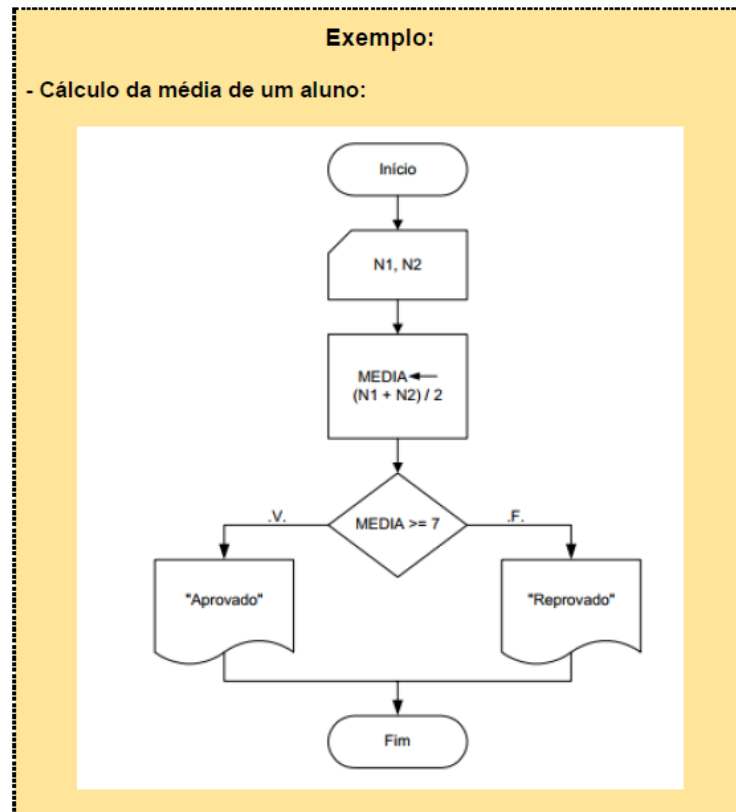 Exemplo:
- Cálculo da média de um aluno:
Início
N1, N2
MEDIA←
(N1 + N2) / 2
MEDIA >= 7
.V.
.F.
"Aprovado"
"Reprovado"
Fim